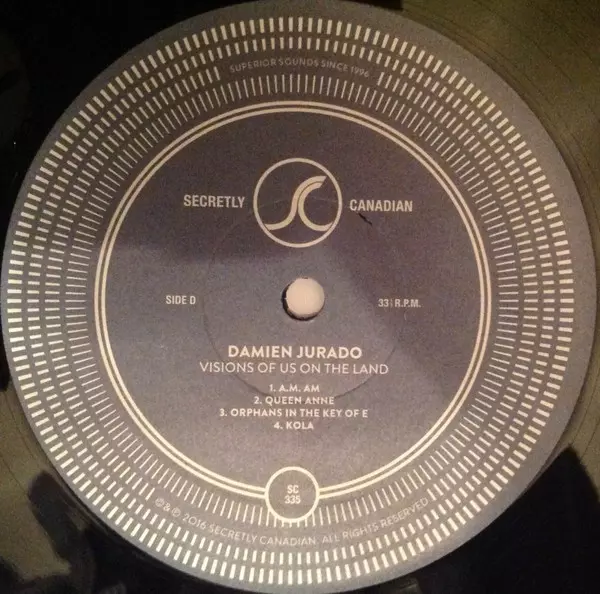 SUPERIOR SOUNDS SINCE 1996
SECRETLY SC CANADIAN
SIDE D
33⅓ R.P.M.
DAMIEN JURADO
VISIONS OF US ON THE LAND
1. A.M. AM
2. QUEEN ANNE
3. ORPHANS IN THE KEY OF E
4. KOLA
SC
335
©&℗ 2016 SECRETLY CANADIAN. ALL RIGHTS RESERVED